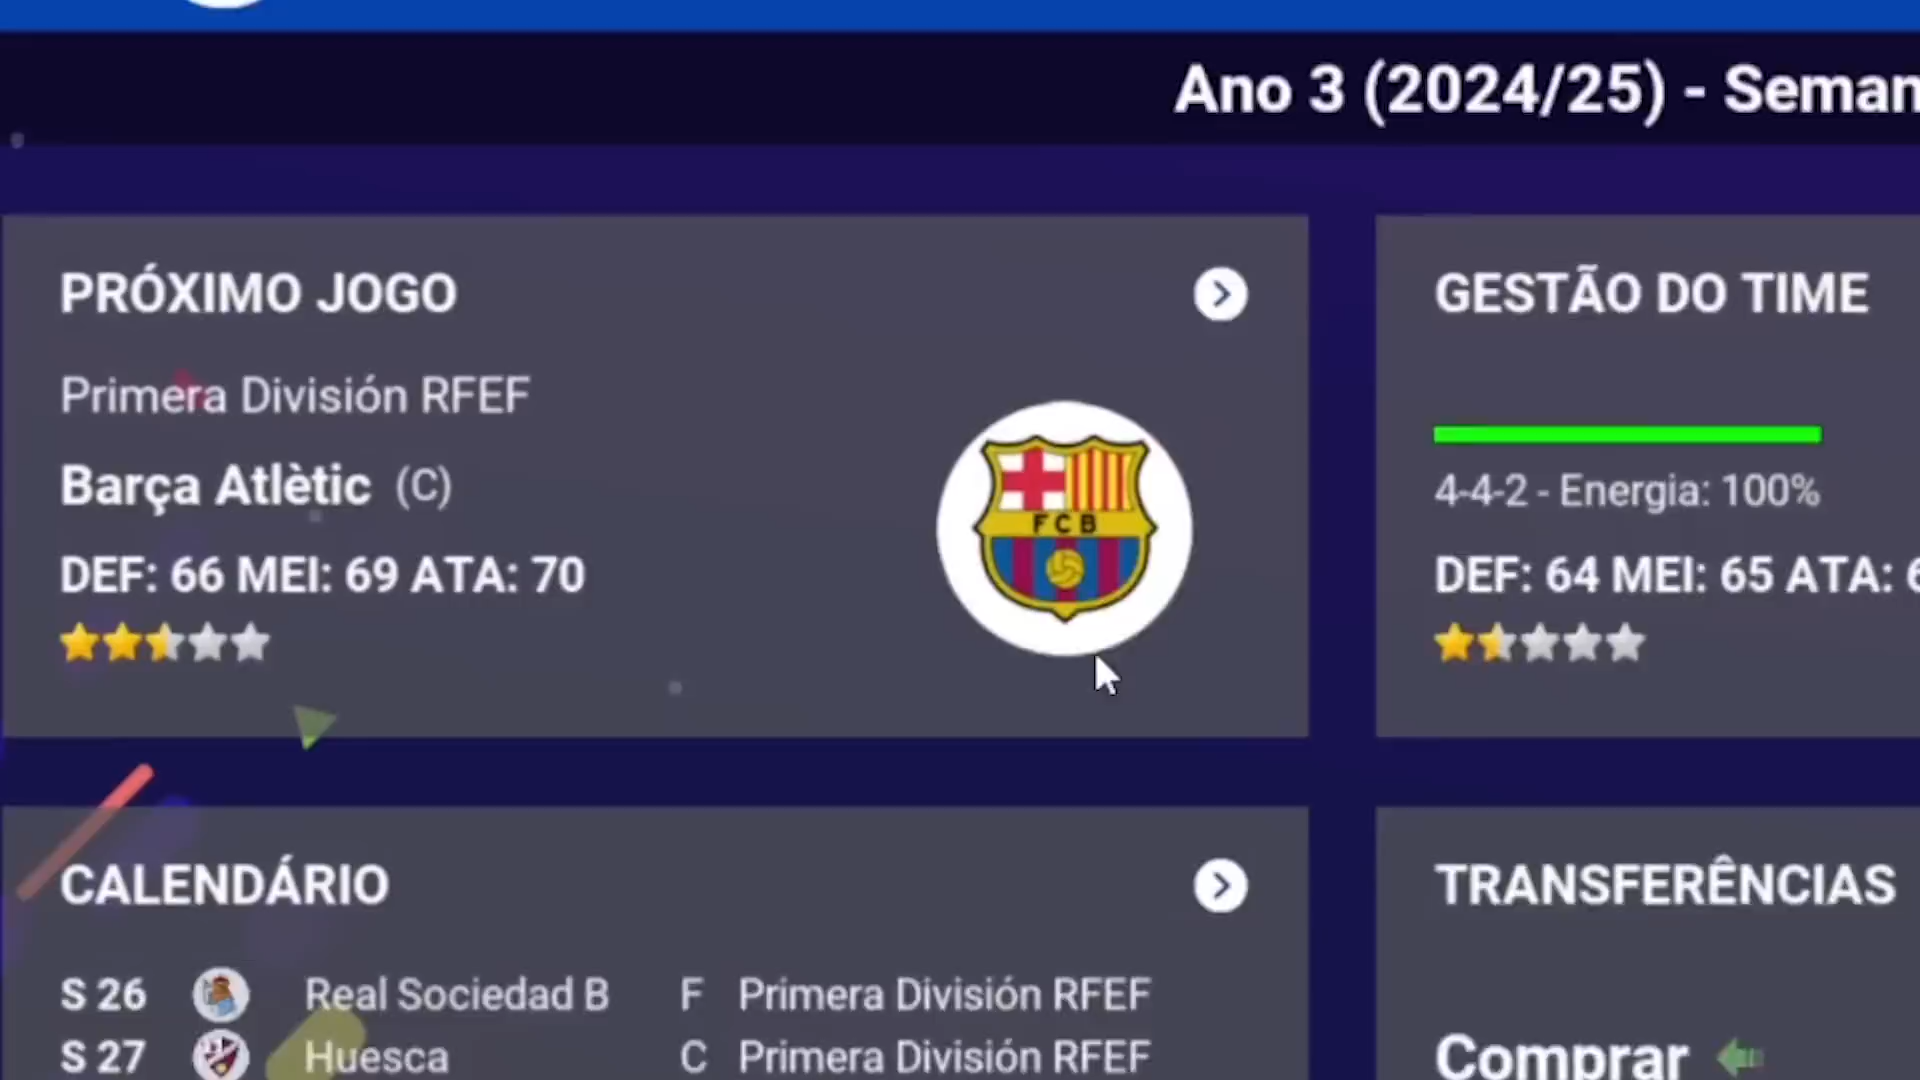 Ano 3 (2024/25) - Seman
PRÓXIMO JOGO
Primera División RFEF
Barça Atlètic (C)
DEF: 66 MEI: 69 ATA: 70
FCB
GESTÃO DO TIME
4-4-2 - Energia: 100%
DEF: 64 MEI: 65 ATA: 6
CALENDÁRIO
S 26 Real Sociedad B F Primera División RFEF
S 27 Huesca C Primera División RFEF
TRANSFERÊNCIAS
Comprar